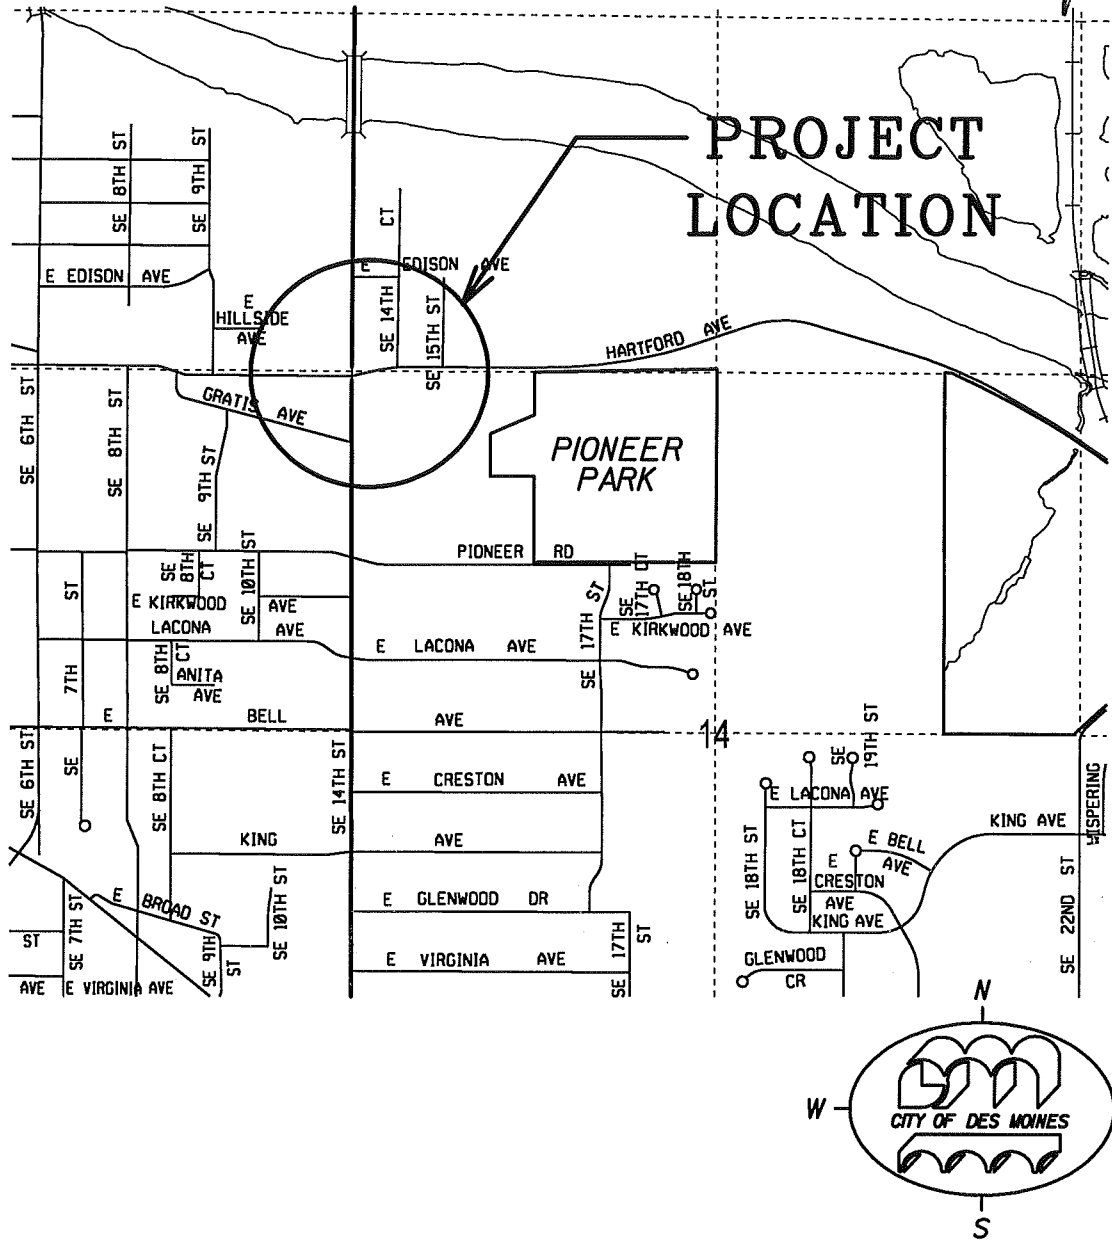 PROJECT
LOCATION
SE 8TH ST
SE 9TH ST
SE 14TH CT
E EDISON AVE
E EDISON AVE
E
HILLSIDE
AVE
SE 15TH ST
HARTFORD AVE
GRATIS AVE
SE 6TH ST
SE 8TH ST
SE 9TH ST
PIONEER
PARK
PIONEER RD
SE 10TH ST
SE
8TH
CT
E KIRKWOOD
AVE
LACONA
AVE
SE 17TH ST
SE
17TH CT
SE 18TH
ST
E KIRKWOOD AVE
E LACONA AVE
SE 8TH
CT
ANITA
AVE
SE 7TH ST
E BELL AVE
14
SE 6TH ST
SE 8TH CT
SE 14TH ST
E CRESTON AVE
SE
19TH ST
E LACONA AVE
KING AVE
KING AVE
WISPERING
E BELL
AVE
SE 18TH ST
SE 18TH CT
E
CRESTON
AVE
KING AVE
E BROAD ST
SE 10TH ST
E GLENWOOD DR
SE 22ND ST
ST
SE 7TH ST
SE 9TH
ST
SE 17TH
ST
GLENWOOD
CR
E VIRGINIA AVE
AVE
E VIRGINIA AVE
N
W
CITY OF DES MOINES
S